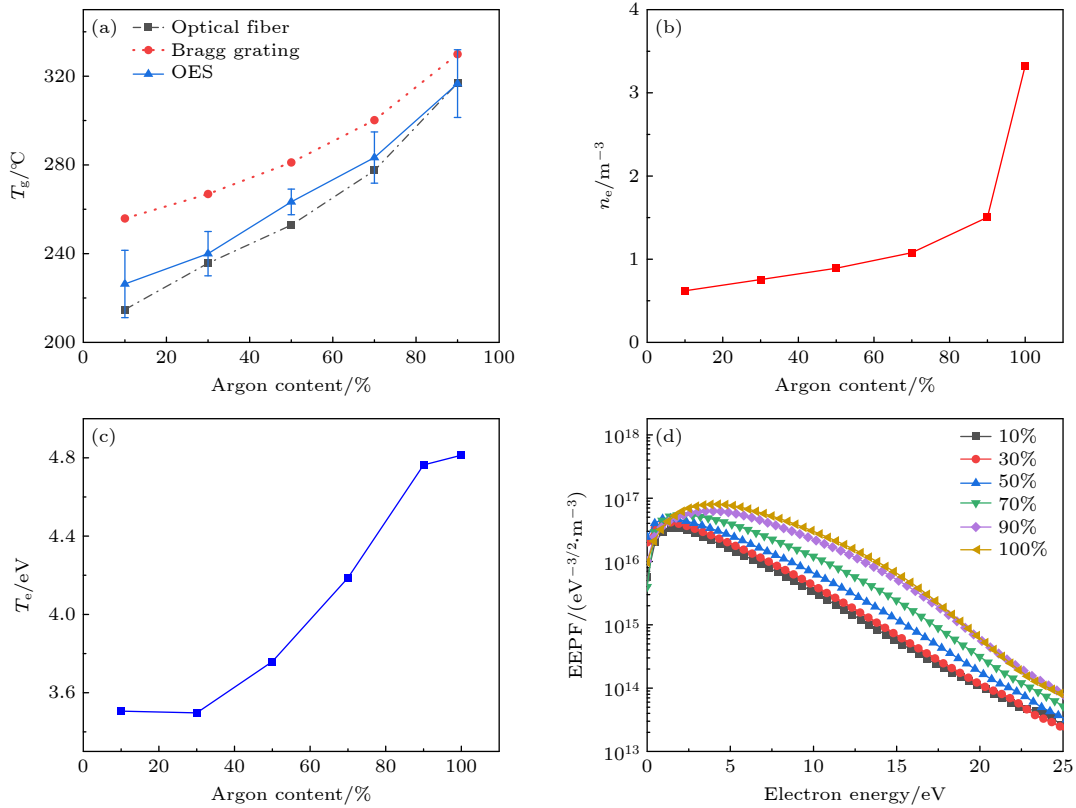 (a)
Optical fiber
Bragg grating
OES
320
280
240
200
T_g/℃
0 20 40 60 80 100
Argon content/%
(b)
4
3
2
1
0
n_e/m^{-3}
0 20 40 60 80 100
Argon content/%
(c)
4.8
4.4
4.0
3.6
T_e/eV
0 20 40 60 80 100
Argon content/%
(d)
10%
30%
50%
70%
90%
100%
10^{18}
10^{17}
10^{16}
10^{15}
10^{14}
10^{13}
EEPF/(eV^{-3/2}·m^{-3})
0 5 10 15 20 25
Electron energy/eV